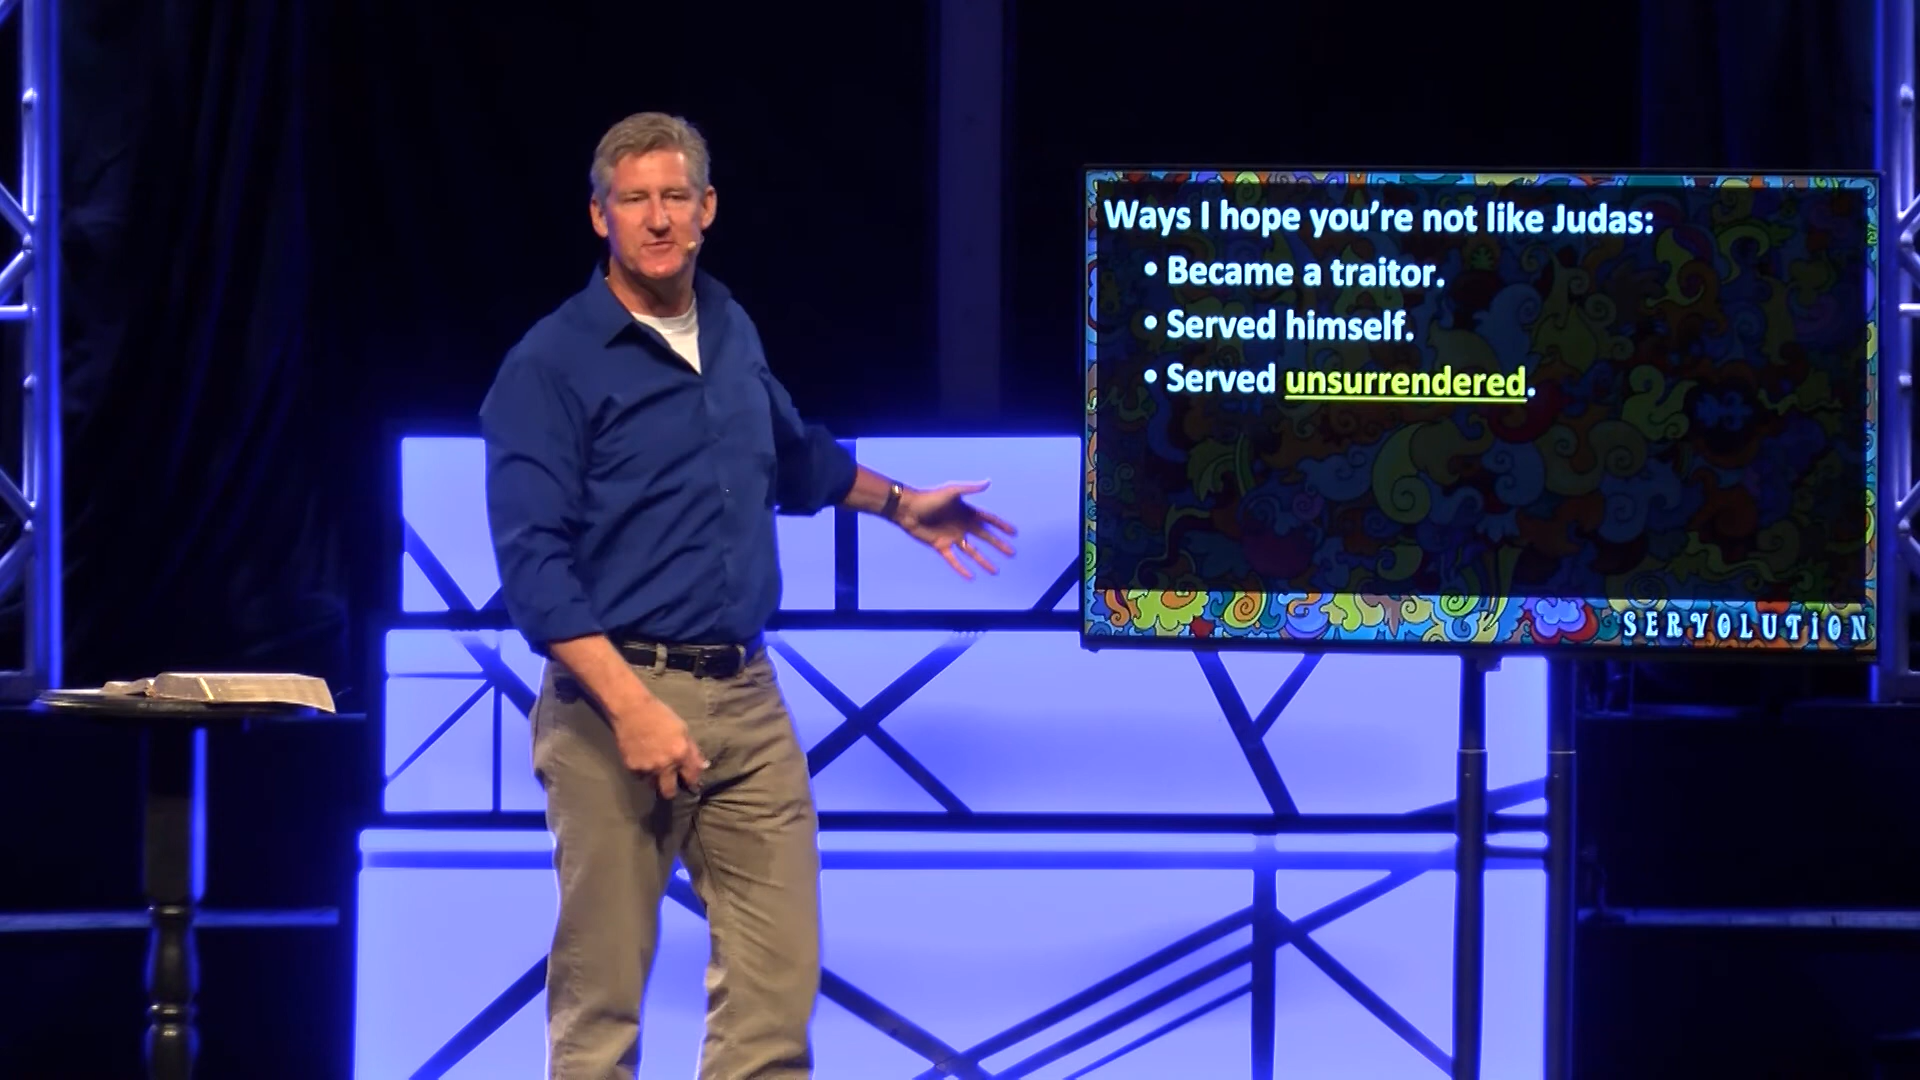 Ways I hope you're not like Judas:
• Became a traitor.
• Served himself.
• Served unsurrendered.
SERVOLUTION